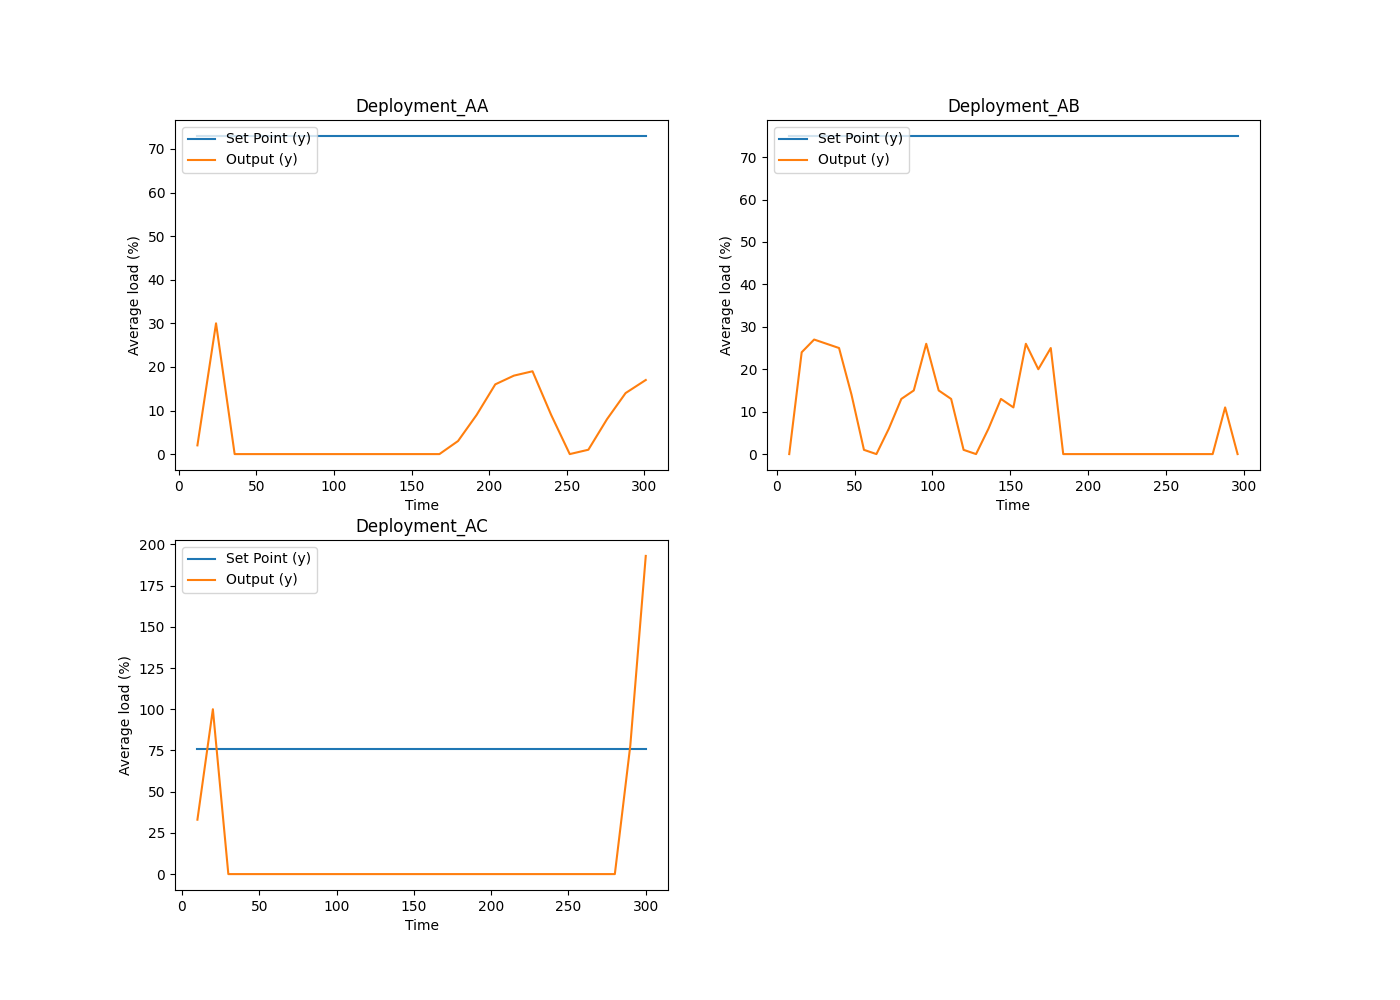 Deployment_AA
Set Point (y)
Output (y)
Average load (%)
70
60
50
40
30
20
10
0
0 50 100 150 200 250 300
Time
Deployment_AB
Set Point (y)
Output (y)
Average load (%)
70
60
50
40
30
20
10
0
0 50 100 150 200 250 300
Time
Deployment_AC
Set Point (y)
Output (y)
Average load (%)
200
175
150
125
100
75
50
25
0
0 50 100 150 200 250 300
Time